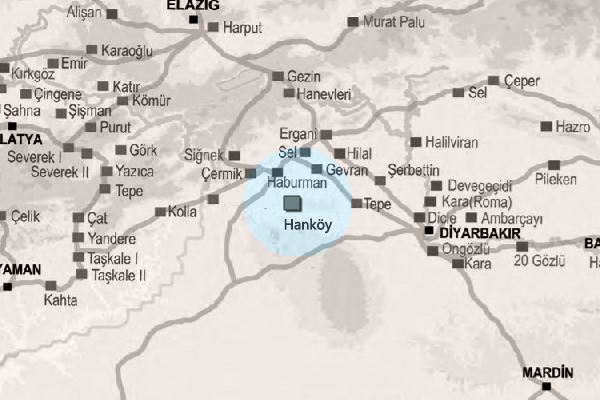 ELAZIĞ
Alişan
Harput
Murat Palu
Karaoğlu
Emir
Kırkgöz
Gezin
Çeper
Katır
Hanevleri
Sel
Çingene
Kömür
Şahna
Şişman
Purut
Ergani
Hazro
LATYA
Halilviran
Severek I
Görk
Siğnek
Sel
Hilal
Severek II
Yazıca
Çermik
Gevran
Şerbettin
Pileken
Haburman
Tepe
Devegeçidi
Kara(Roma)
Çelik
Çat
Kolla
Tepe
Dicle
Ambarçayı
Hanköy
DİYARBAKIR
Yandere
Ongözlü
BA
Taşkale I
Kara
20 Gözlü
Ha
YAMAN
Taşkale II
Kahta
MARDİN